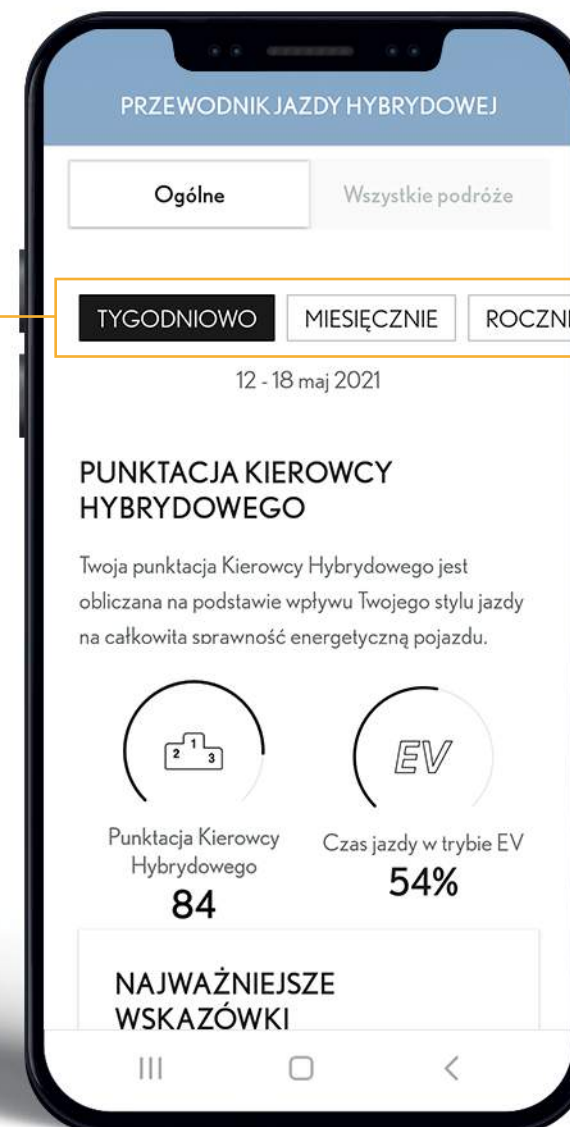 PRZEWODNIK JAZDY HYBRYDOWEJ
Ogólne Wszystkie podróże
TYGODNIOWO MIESIĘCZNIE ROCZNI
12 - 18 maj 2021
PUNKTACJA KIEROWCY
HYBRYDOWEGO
Twoja punktacja Kierowcy Hybrydowego jest
obliczana na podstawie wpływu Twojego stylu jazdy
na całkowita sprawność energetyczną pojazdu.
2 1 3
EV
Punktacja Kierowcy
Hybrydowego
84
Czas jazdy w trybie EV
54%
NAJWAŻNIEJSZE
WSKAZÓWKI